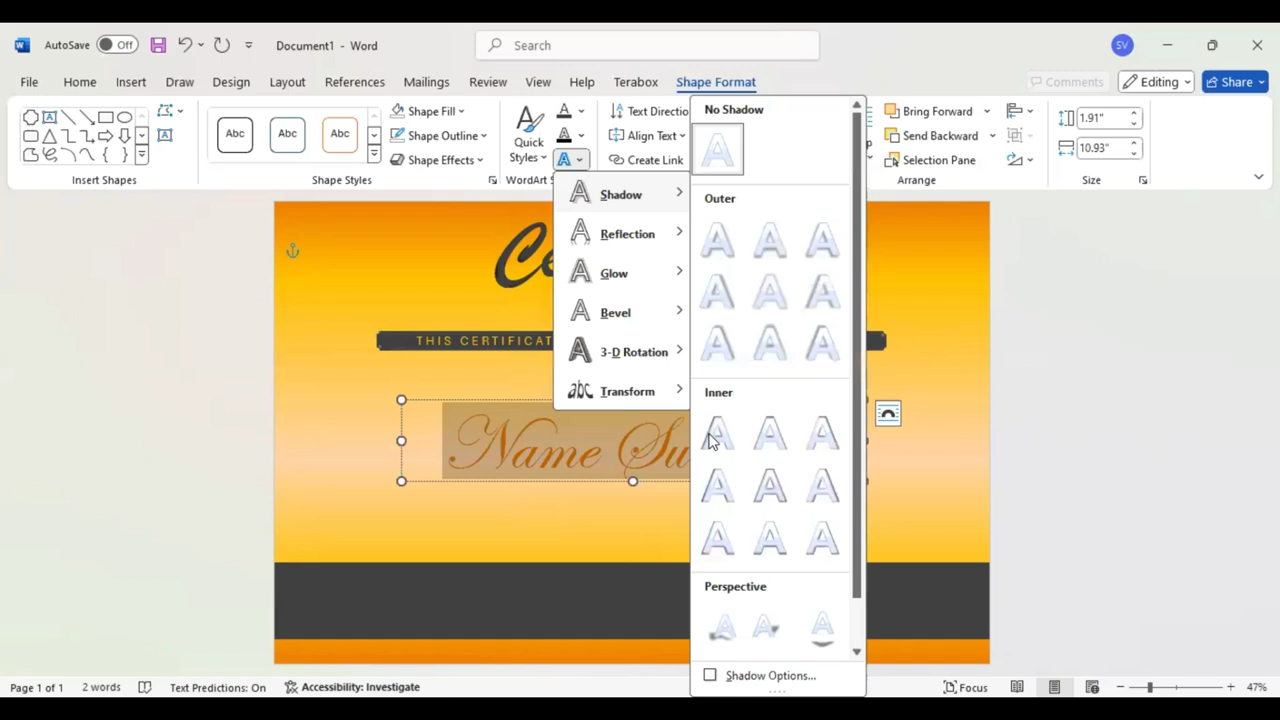 AutoSave Off Document1 - Word Search SV
File Home Insert Draw Design Layout References Mailings Review View Help Terabox Shape Format Comments Editing Share
Abc Abc Abc
Shape Fill
Shape Outline
Shape Effects
Quick
Styles
Text Directio
Align Text
Create Link
Bring Forward
Send Backward
Selection Pane
1.91"
10.93"
Insert Shapes Shape Styles WordArt S Arrange Size
Shadow
Reflection
Glow
Bevel
3-D Rotation
abc Transform
No Shadow
Outer
Inner
Perspective
Shadow Options...
Ce
THIS CERTIFICAT
Name Su
Page 1 of 1 2 words Text Predictions: On Accessibility: Investigate Focus 47%